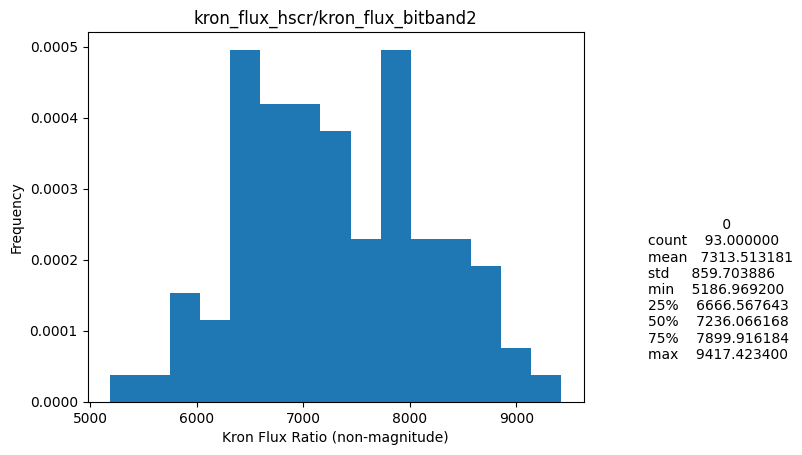 kron_flux_hscr/kron_flux_bitband2
0.0005
0.0004
0.0003
0.0002
0.0001
0.0000
Frequency
5000 6000 7000 8000 9000
Kron Flux Ratio (non-magnitude)
0
count 93.000000
mean 7313.513181
std 859.703886
min 5186.969200
25% 6666.567643
50% 7236.066168
75% 7899.916184
max 9417.423400